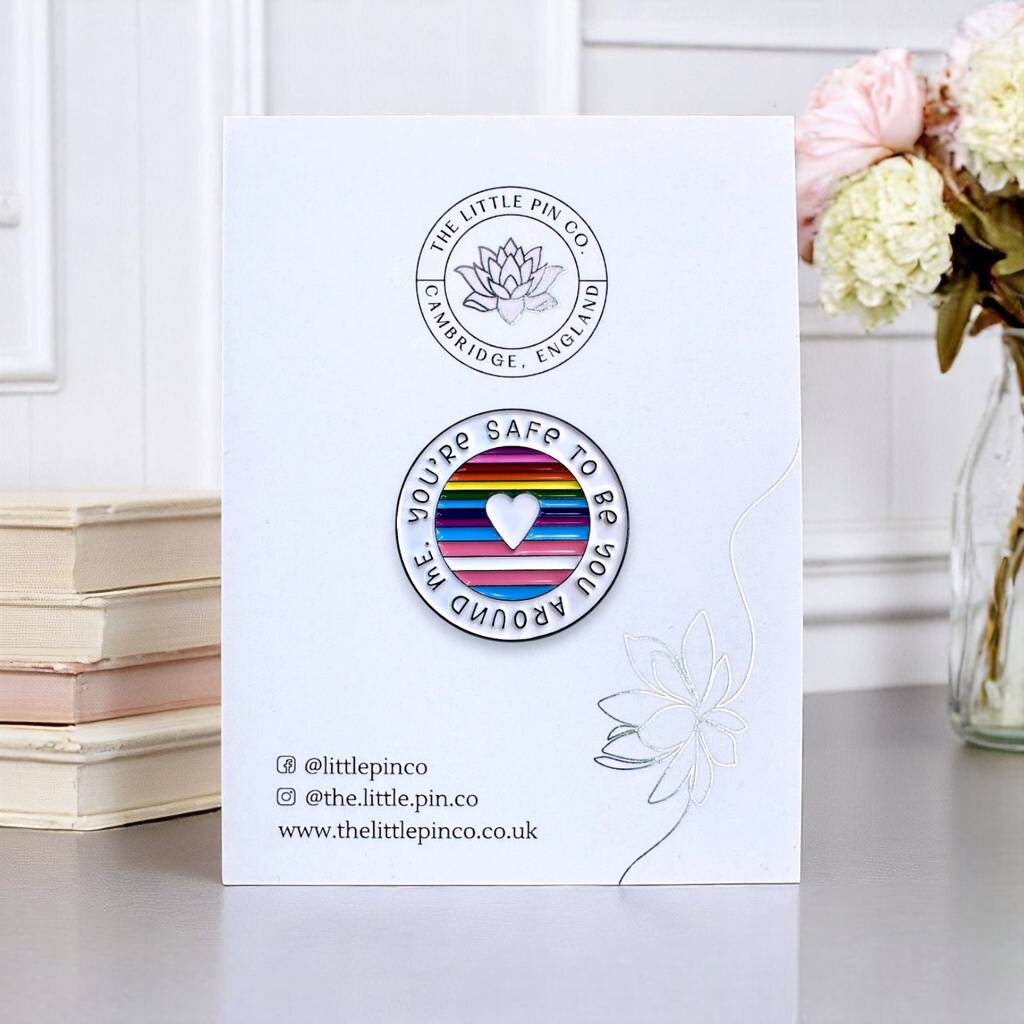 THE LITTLE PIN CO.
CAMBRIDGE, ENGLAND
YOU'Re SAFe TO Be YOU AROUND Me.
@littlepinco
@the.little.pin.co
www.thelittlepinco.co.uk